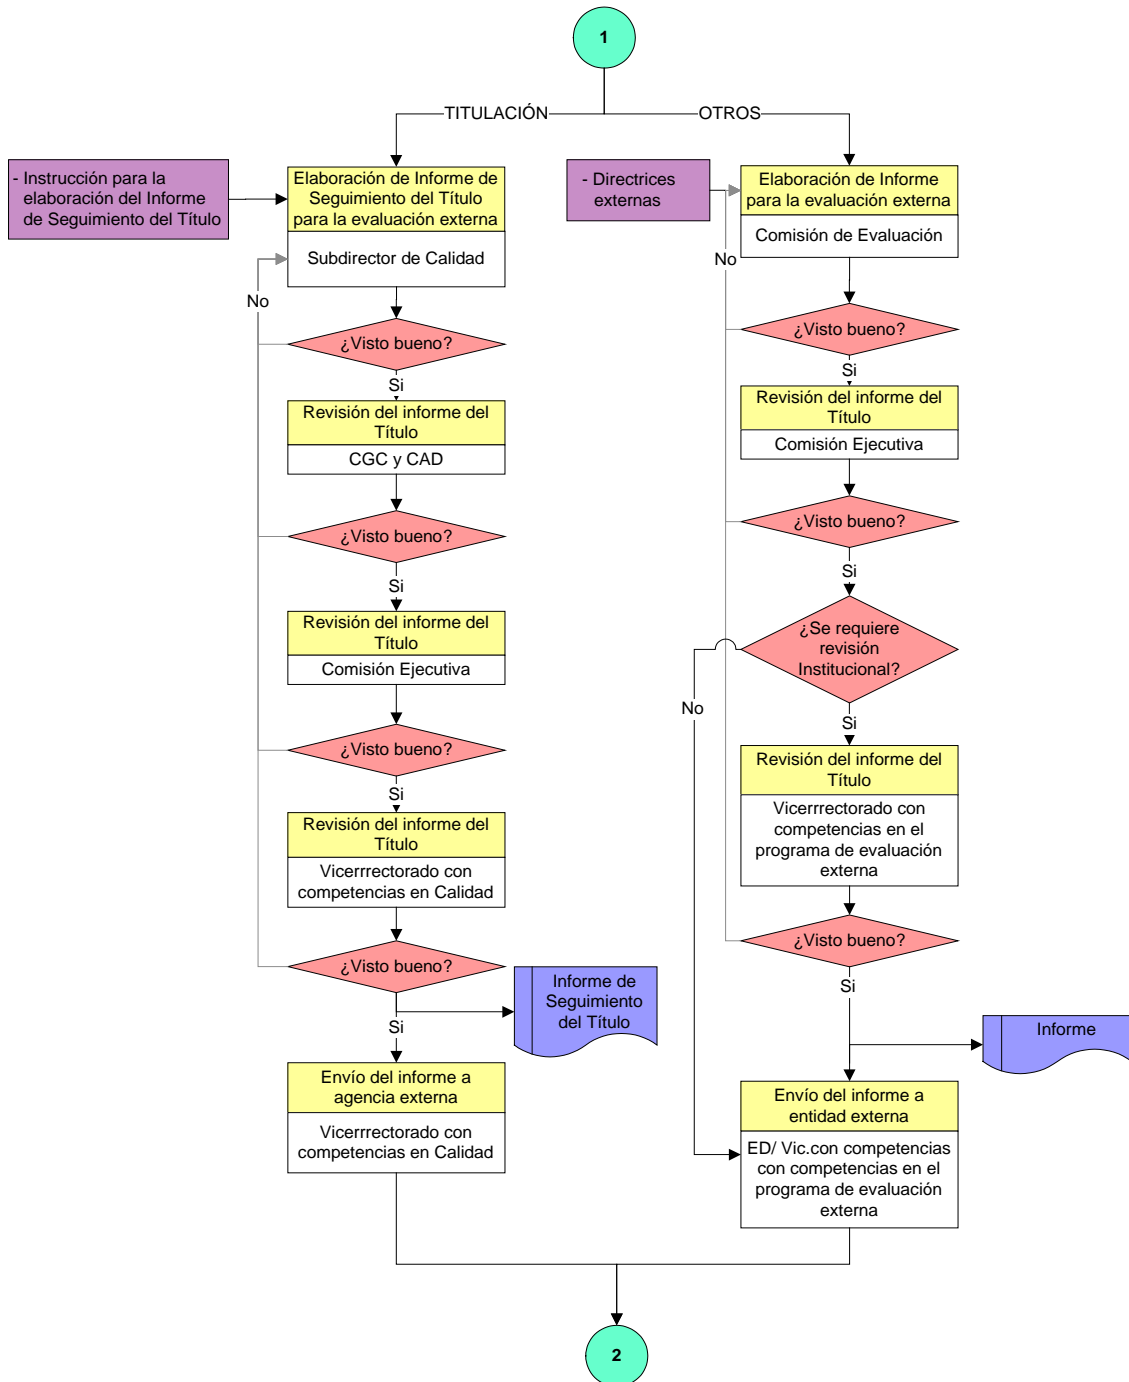 1
TITULACIÓN
OTROS
- Instrucción para la
elaboración del Informe
de Seguimiento del Título
Elaboración de Informe de
Seguimiento del Título
para la evaluación externa
Subdirector de Calidad
No
¿Visto bueno?
Si
Revisión del informe del
Título
CGC y CAD
¿Visto bueno?
Si
Revisión del informe del
Título
Comisión Ejecutiva
¿Visto bueno?
Si
Revisión del informe del
Título
Vicerrrectorado con
competencias en Calidad
¿Visto bueno?
Informe de
Seguimiento
del Título
Si
Envío del informe a
agencia externa
Vicerrrectorado con
competencias en Calidad
- Directrices
externas
Elaboración de Informe
para la evaluación externa
Comisión de Evaluación
No
¿Visto bueno?
Si
Revisión del informe del
Título
Comisión Ejecutiva
¿Visto bueno?
Si
¿Se requiere
revisión
Institucional?
No
Si
Revisión del informe del
Título
Vicerrrectorado con
competencias en el
programa de evaluación
externa
¿Visto bueno?
Si
Informe
Envío del informe a
entidad externa
ED/ Vic.con competencias
con competencias en el
programa de evaluación
externa
2